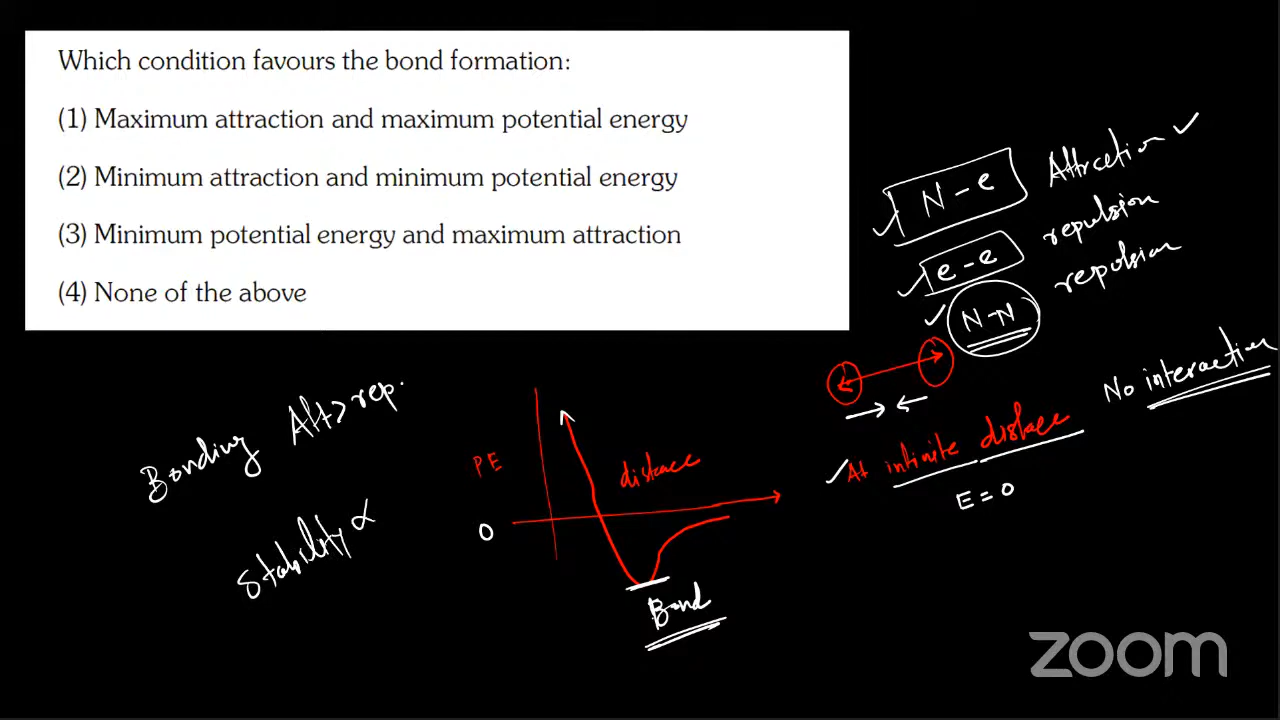 Which condition favours the bond formation:
(1) Maximum attraction and maximum potential energy
(2) Minimum attraction and minimum potential energy
(3) Minimum potential energy and maximum attraction
(4) None of the above
N-e Attraction ✓
e-e repulsion
N-N repulsion
No interaction
At infinite distace
E=0
Bonding Att>rep.
Stability ∝
PE
distace
0
Bond
zoom